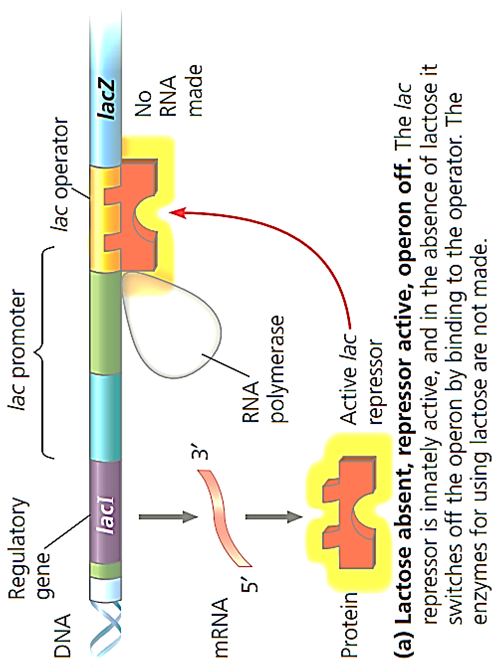 lac operator
lac promoter
Regulatory
gene
DNA
lacI
lacZ
No
RNA
made
RNA
polymerase
3′
mRNA
5′
Active lac
repressor
Protein
(a) Lactose absent, repressor active, operon off. The lac
repressor is innately active, and in the absence of lactose it
switches off the operon by binding to the operator. The
enzymes for using lactose are not made.